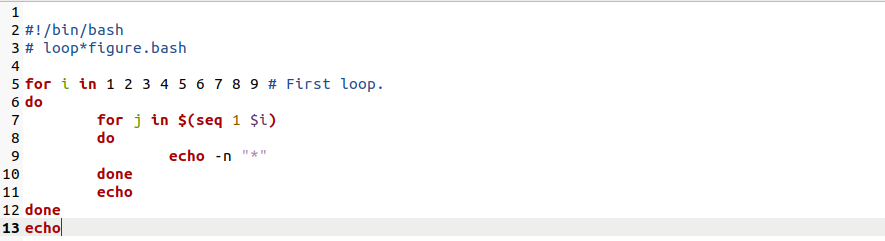 1
2 #!/bin/bash
3 # loop*figure.bash
4
5 for i in 1 2 3 4 5 6 7 8 9 # First loop.
6 do
7         for j in $(seq 1 $i)
8         do
9                 echo -n "*"
10         done
11         echo
12 done
13 echo